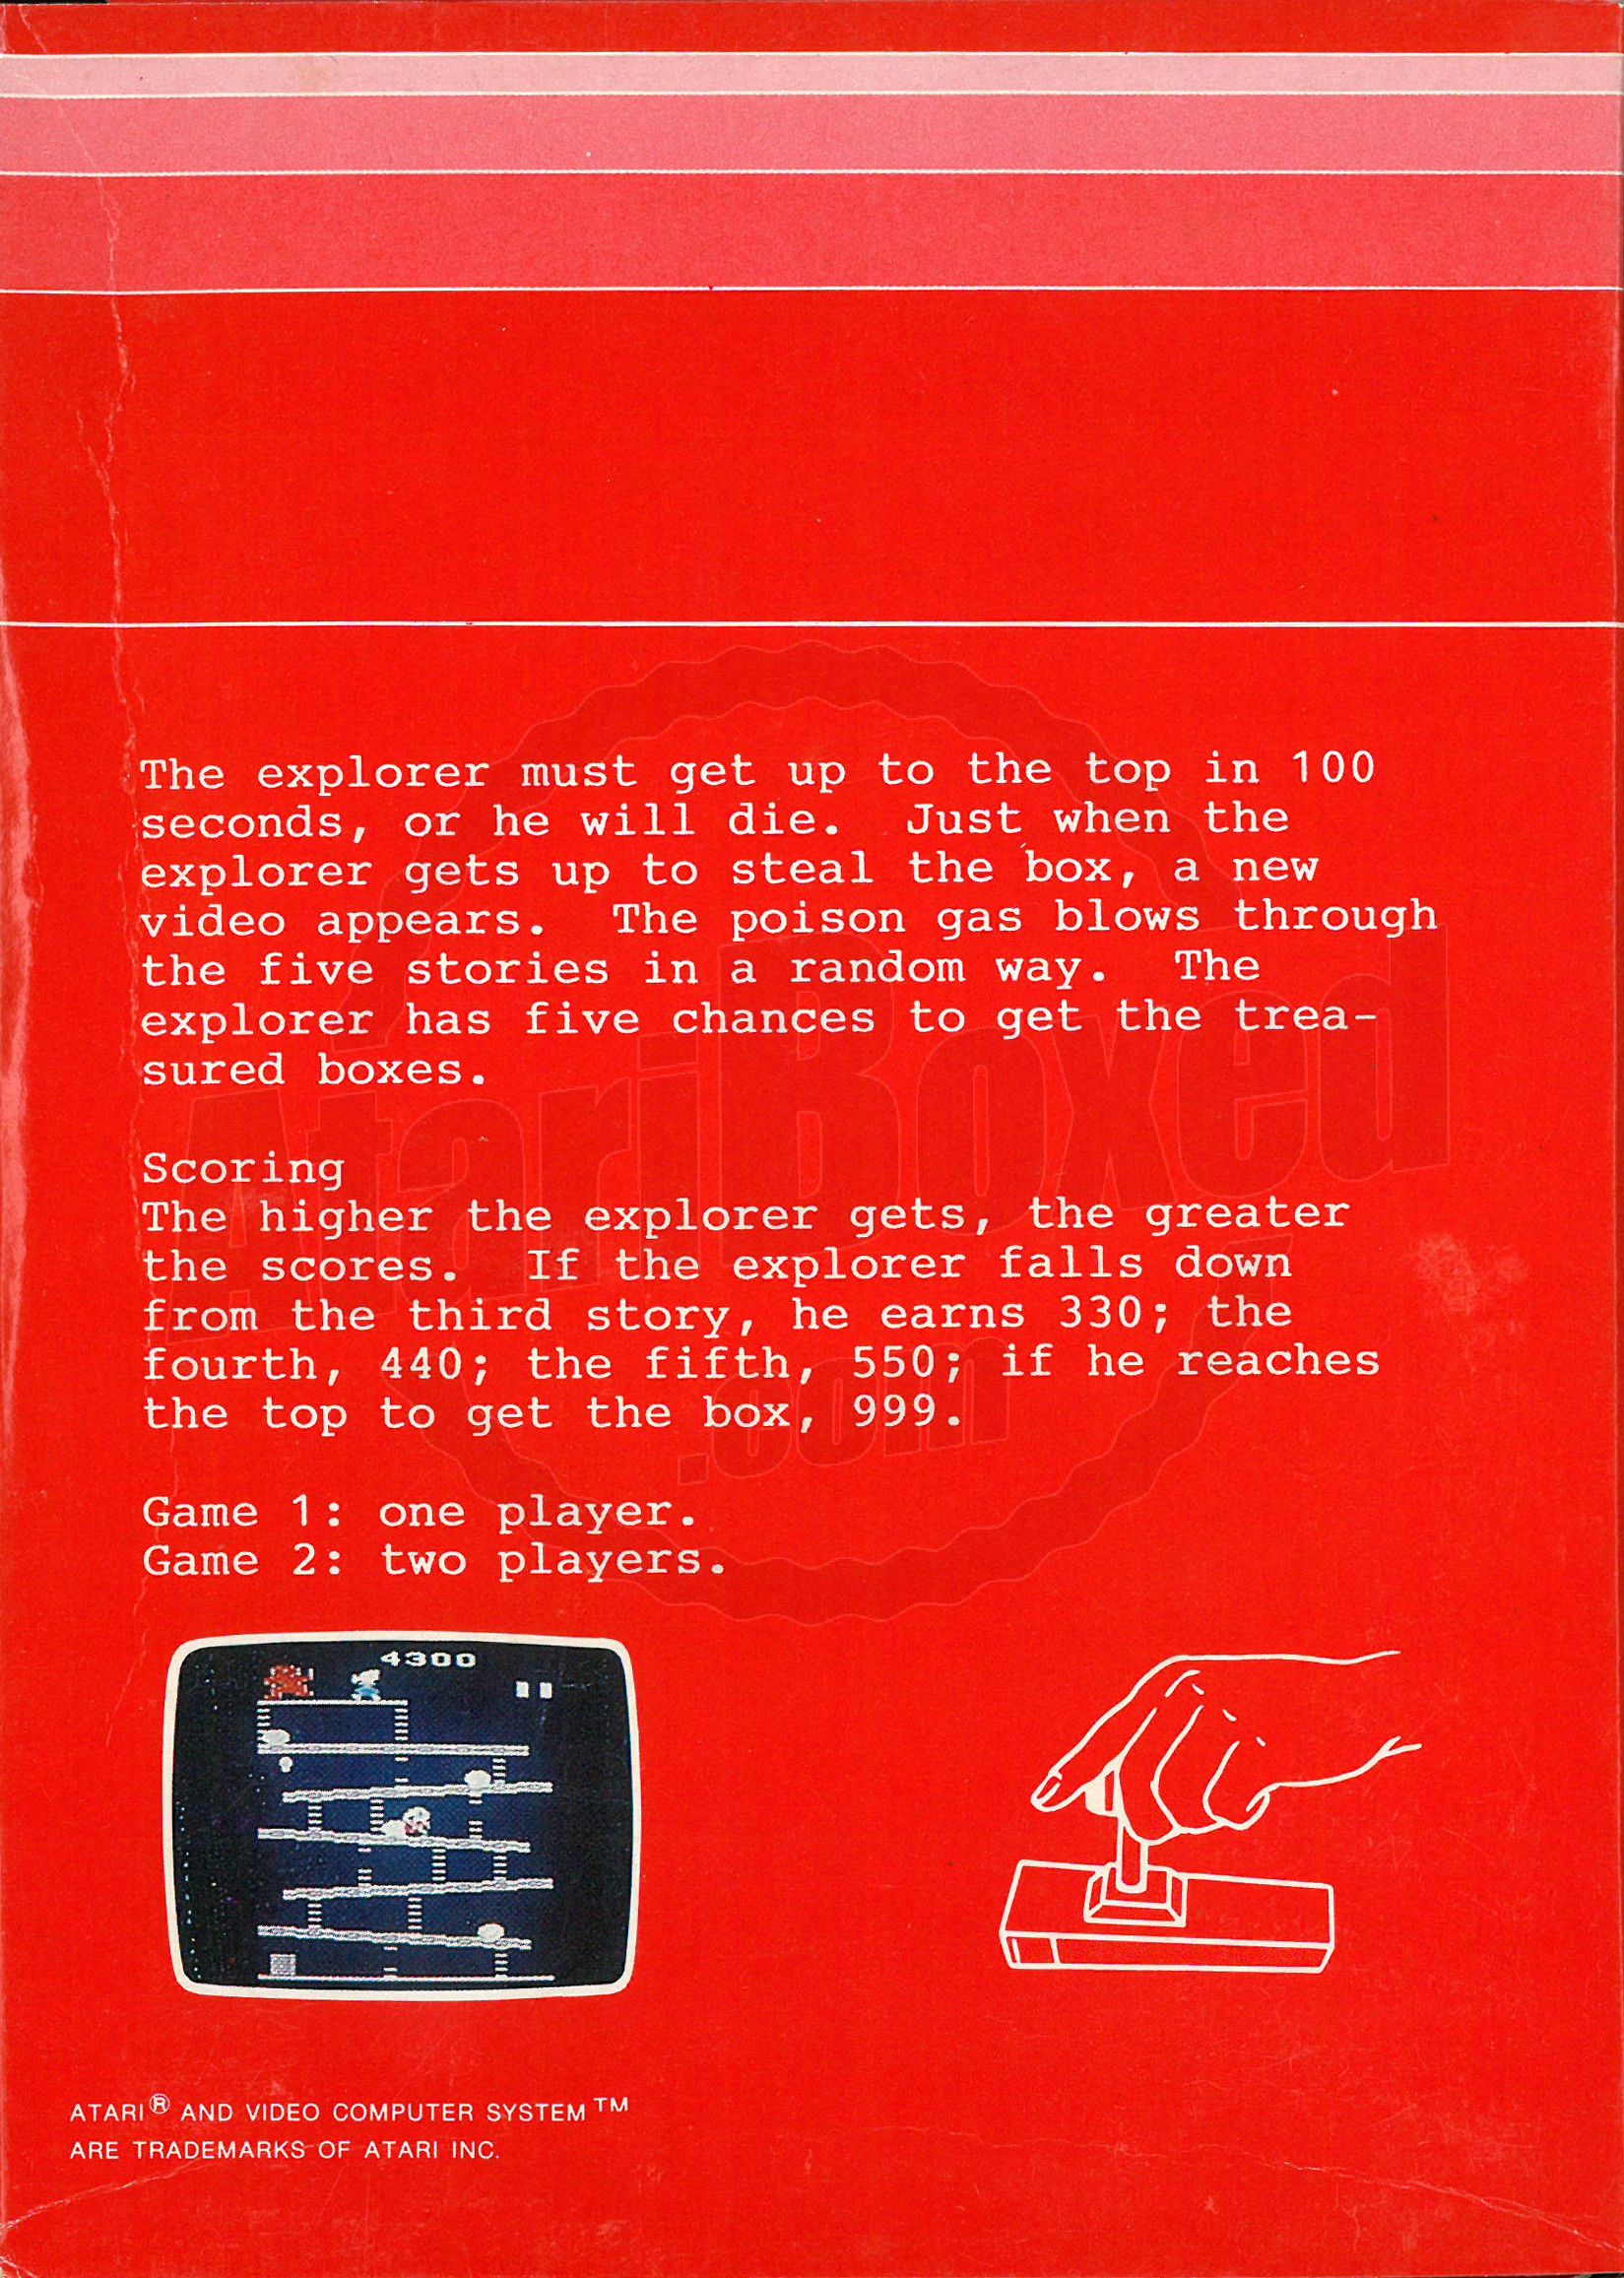 The explorer must get up to the top in 100
seconds, or he will die.  Just when the
explorer gets up to steal the box, a new
video appears.  The poison gas blows through
the five stories in a random way.  The
explorer has five chances to get the trea-
sured boxes.
Scoring
The higher the explorer gets, the greater
the scores.  If the explorer falls down
from the third story, he earns 330; the
fourth, 440; the fifth, 550; if he reaches
the top to get the box, 999.
Game 1: one player.
Game 2: two players.
4300
ATARI® AND VIDEO COMPUTER SYSTEM™
ARE TRADEMARKS OF ATARI INC.
AtariBoxed
.com